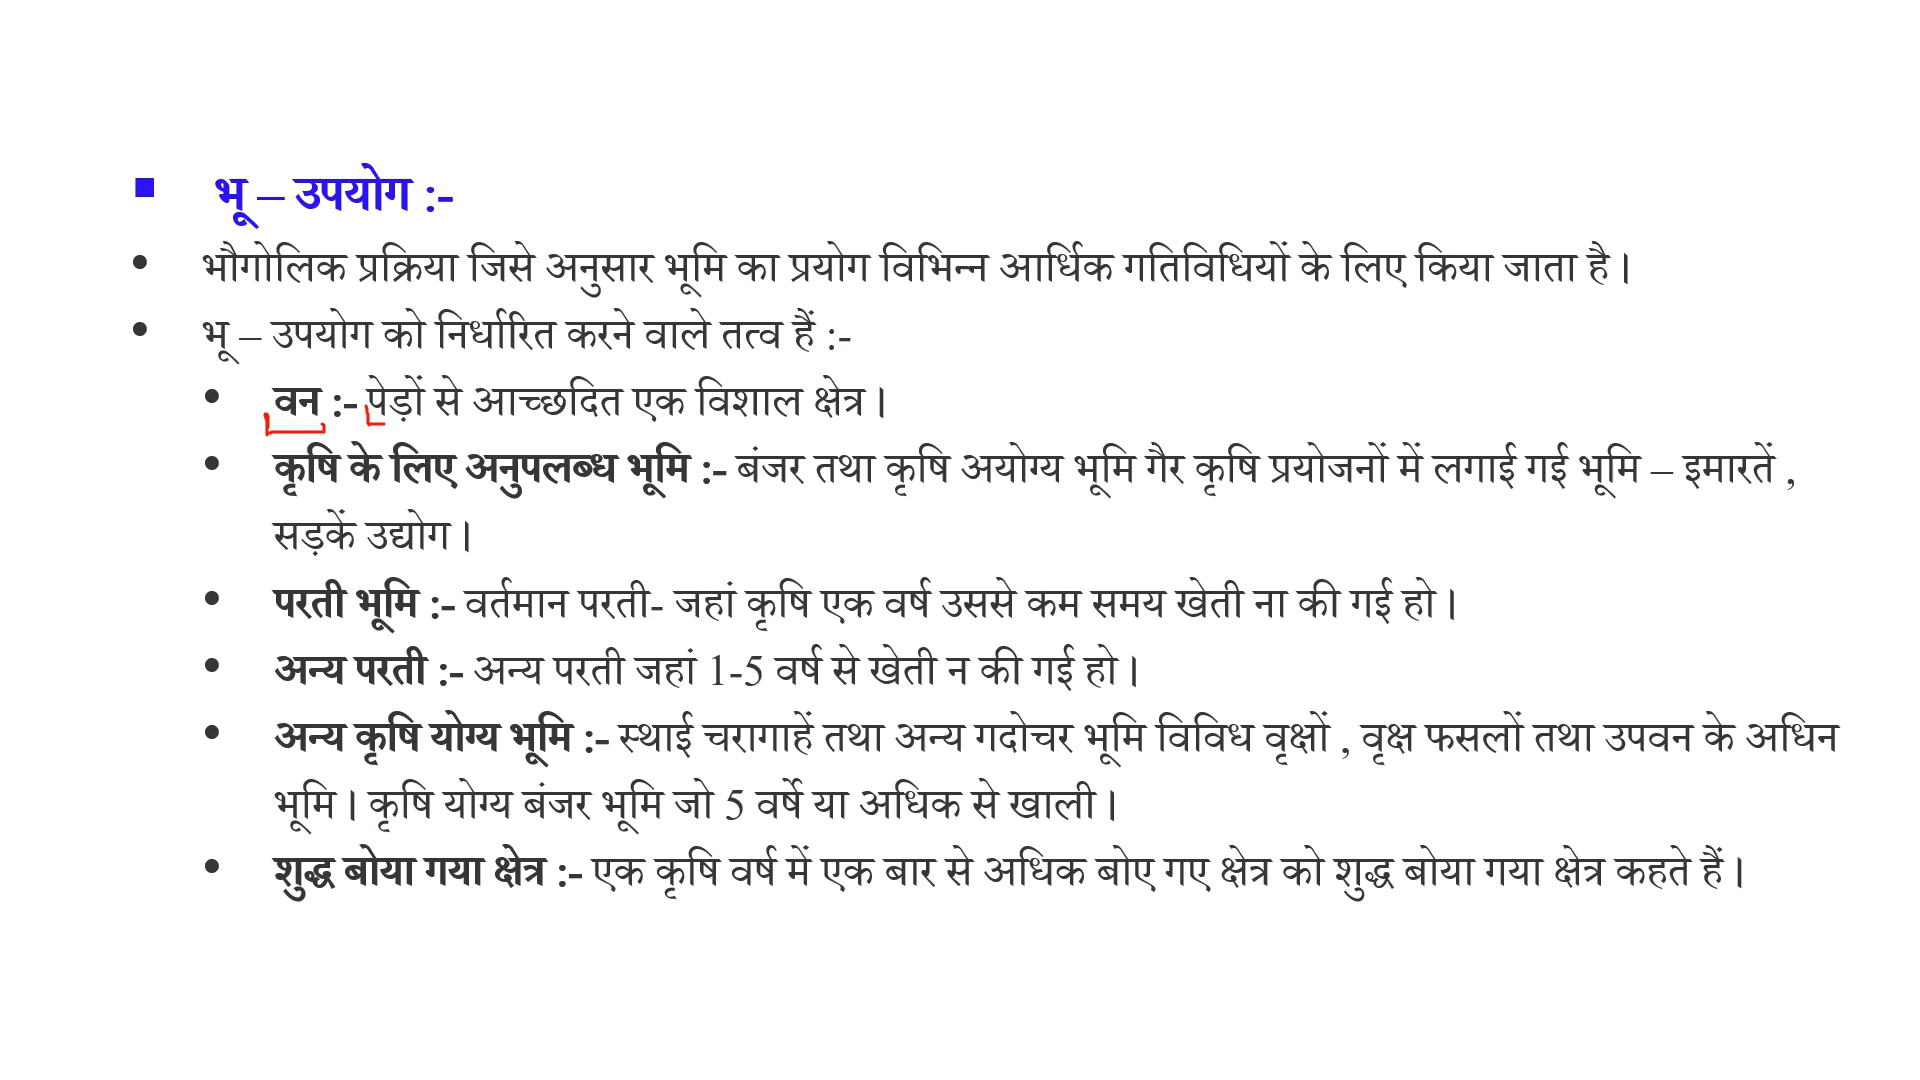 ▪ भू – उपयोग :-
• भौगोलिक प्रक्रिया जिसे अनुसार भूमि का प्रयोग विभिन्न आर्धिक गतिविधियों के लिए किया जाता है।
• भू – उपयोग को निर्धारित करने वाले तत्व हैं :-
• वन :- पेड़ों से आच्छदित एक विशाल क्षेत्र।
• कृषि के लिए अनुपलब्ध भूमि :- बंजर तथा कृषि अयोग्य भूमि गैर कृषि प्रयोजनों में लगाई गई भूमि – इमारतें ,
सड़कें उद्योग।
• परती भूमि :- वर्तमान परती- जहां कृषि एक वर्ष उससे कम समय खेती ना की गई हो।
• अन्य परती :- अन्य परती जहां 1-5 वर्ष से खेती न की गई हो।
• अन्य कृषि योग्य भूमि :- स्थाई चरागाहें तथा अन्य गदोचर भूमि विविध वृक्षों , वृक्ष फसलों तथा उपवन के अधिन
भूमि। कृषि योग्य बंजर भूमि जो 5 वर्षे या अधिक से खाली।
• शुद्ध बोया गया क्षेत्र :- एक कृषि वर्ष में एक बार से अधिक बोए गए क्षेत्र को शुद्ध बोया गया क्षेत्र कहते हैं।